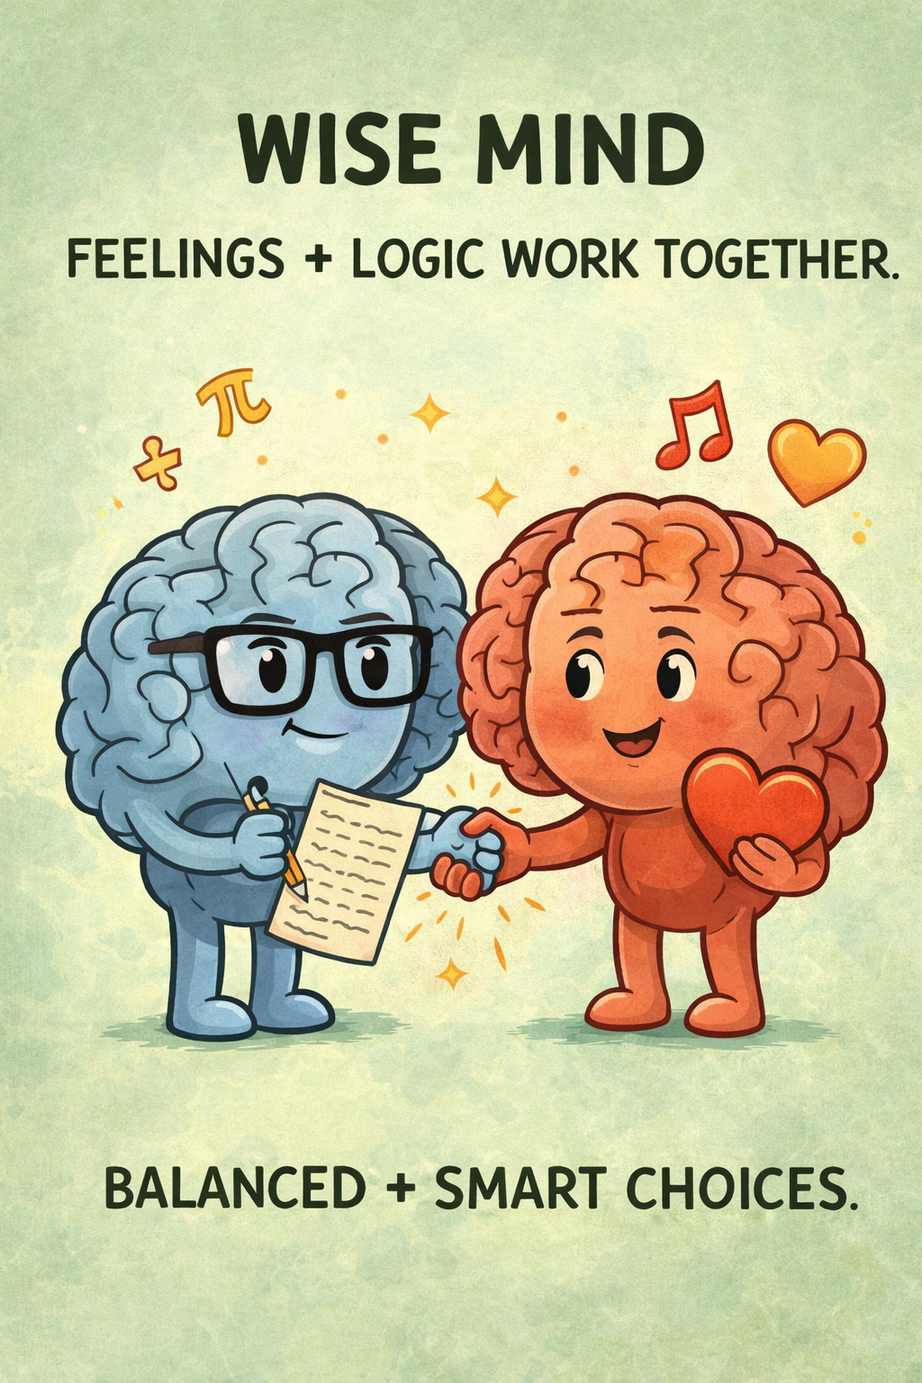 WISE MIND
FEELINGS + LOGIC WORK TOGETHER.
π
÷
BALANCED + SMART CHOICES.